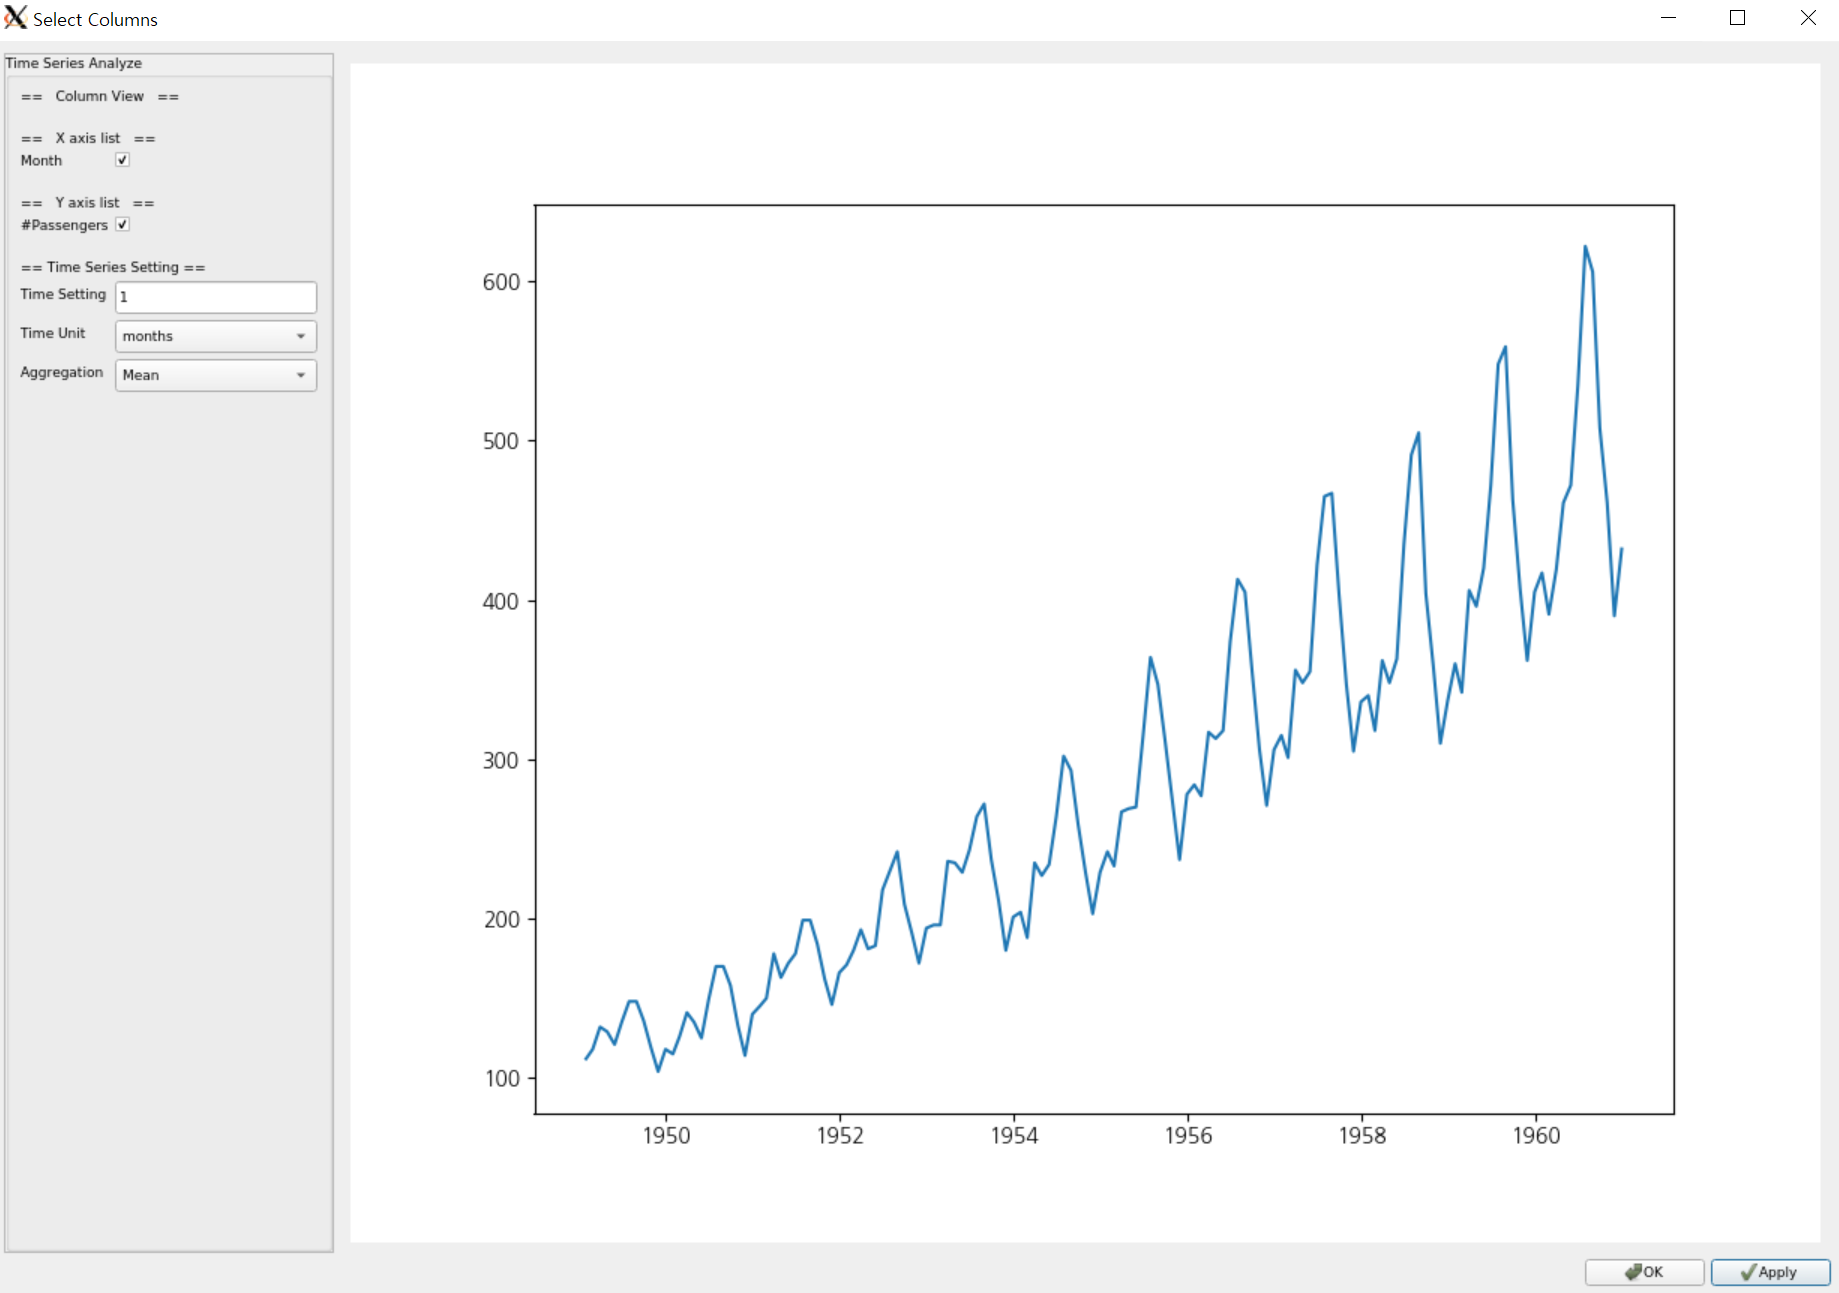 Select Columns
Time Series Analyze
== Column View ==
== X axis list ==
Month
== Y axis list ==
#Passengers
== Time Series Setting ==
Time Setting 1
Time Unit months
Aggregation Mean
600
500
400
300
200
100
1950 1952 1954 1956 1958 1960
OK Apply